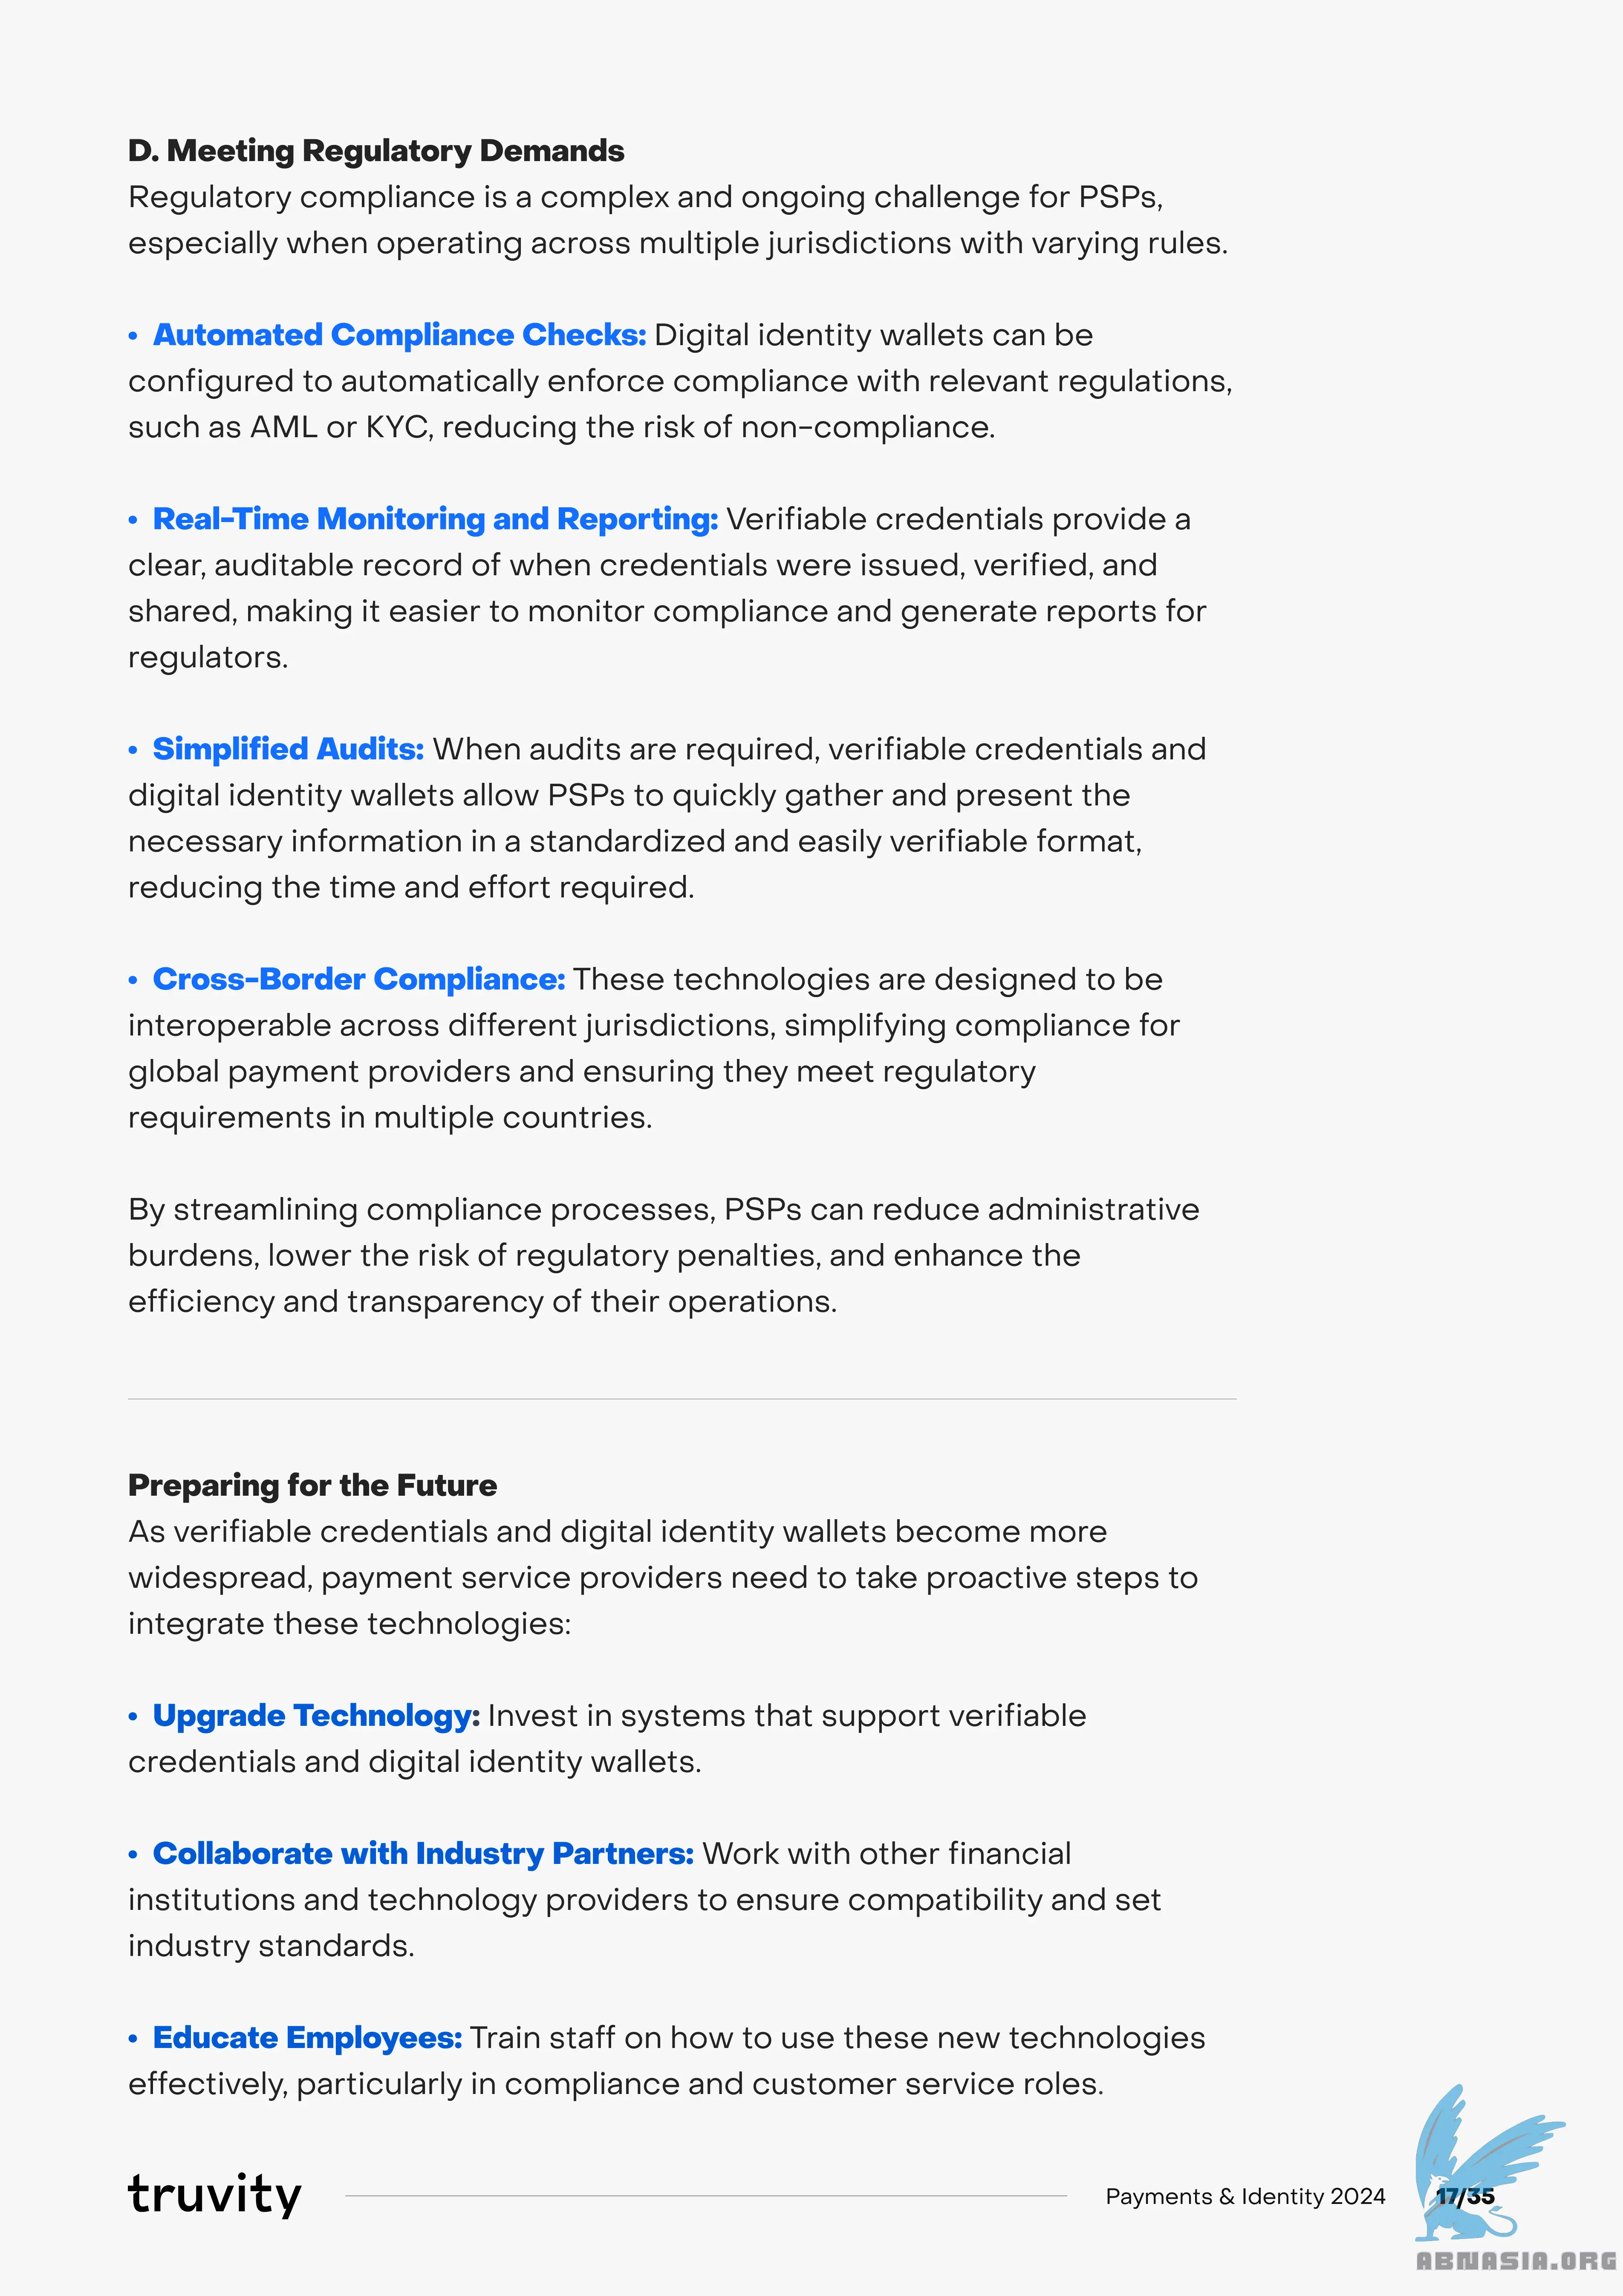 D. Meeting Regulatory Demands
Regulatory compliance is a complex and ongoing challenge for PSPs,
especially when operating across multiple jurisdictions with varying rules.
• Automated Compliance Checks: Digital identity wallets can be
configured to automatically enforce compliance with relevant regulations,
such as AML or KYC, reducing the risk of non-compliance.
• Real-Time Monitoring and Reporting: Verifiable credentials provide a
clear, auditable record of when credentials were issued, verified, and
shared, making it easier to monitor compliance and generate reports for
regulators.
• Simplified Audits: When audits are required, verifiable credentials and
digital identity wallets allow PSPs to quickly gather and present the
necessary information in a standardized and easily verifiable format,
reducing the time and effort required.
• Cross-Border Compliance: These technologies are designed to be
interoperable across different jurisdictions, simplifying compliance for
global payment providers and ensuring they meet regulatory
requirements in multiple countries.
By streamlining compliance processes, PSPs can reduce administrative
burdens, lower the risk of regulatory penalties, and enhance the
efficiency and transparency of their operations.
Preparing for the Future
As verifiable credentials and digital identity wallets become more
widespread, payment service providers need to take proactive steps to
integrate these technologies:
• Upgrade Technology: Invest in systems that support verifiable
credentials and digital identity wallets.
• Collaborate with Industry Partners: Work with other financial
institutions and technology providers to ensure compatibility and set
industry standards.
• Educate Employees: Train staff on how to use these new technologies
effectively, particularly in compliance and customer service roles.
truvity Payments & Identity 2024 17/35
ABNASIA.ORG